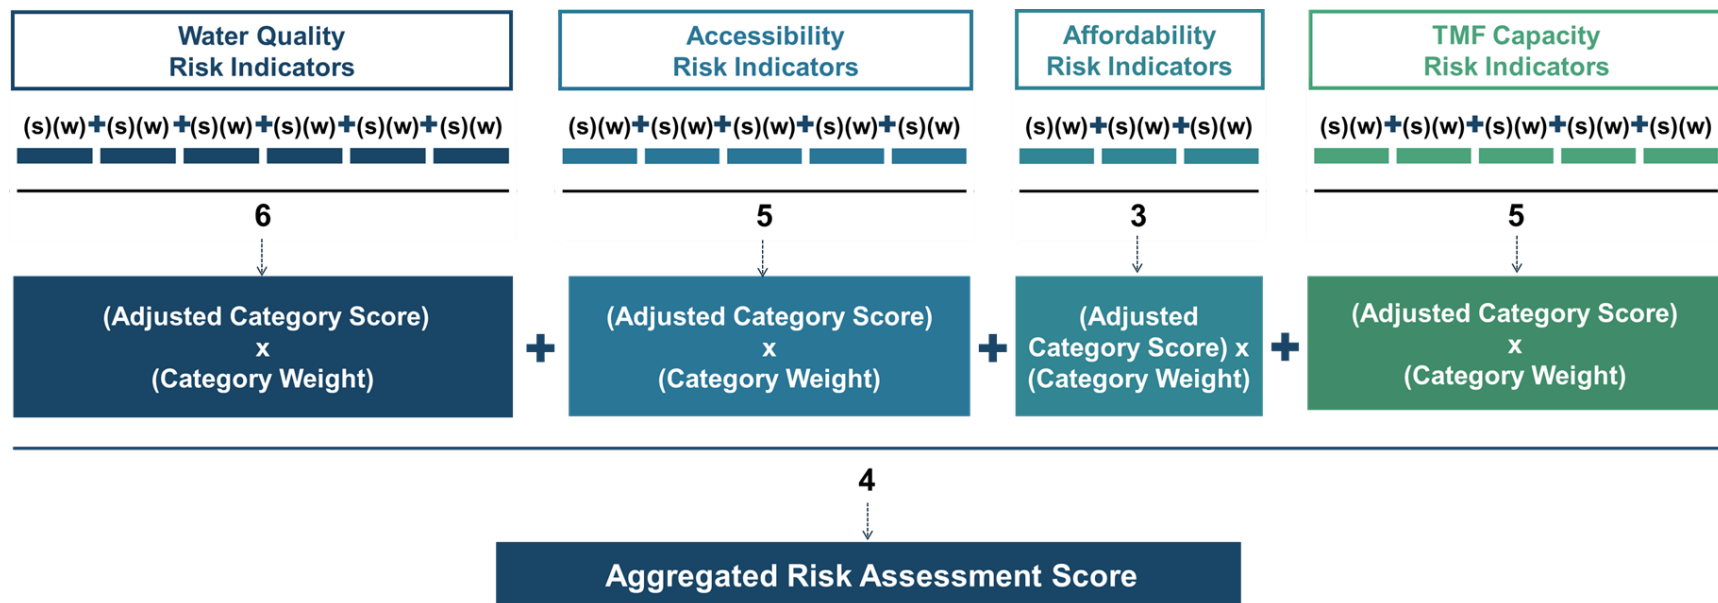 Water Quality
Risk Indicators
Accessibility
Risk Indicators
Affordability
Risk Indicators
TMF Capacity
Risk Indicators
(s)(w)+(s)(w)+(s)(w)+(s)(w)+(s)(w)+(s)(w)
(s)(w)+(s)(w)+(s)(w)+(s)(w)+(s)(w)
(s)(w)+(s)(w)+(s)(w)
(s)(w)+(s)(w)+(s)(w)+(s)(w)+(s)(w)
6
5
3
5
(Adjusted Category Score)
x
(Category Weight)
+
(Adjusted Category Score)
x
(Category Weight)
+
(Adjusted
Category Score) x
(Category Weight)
+
(Adjusted Category Score)
x
(Category Weight)
4
Aggregated Risk Assessment Score